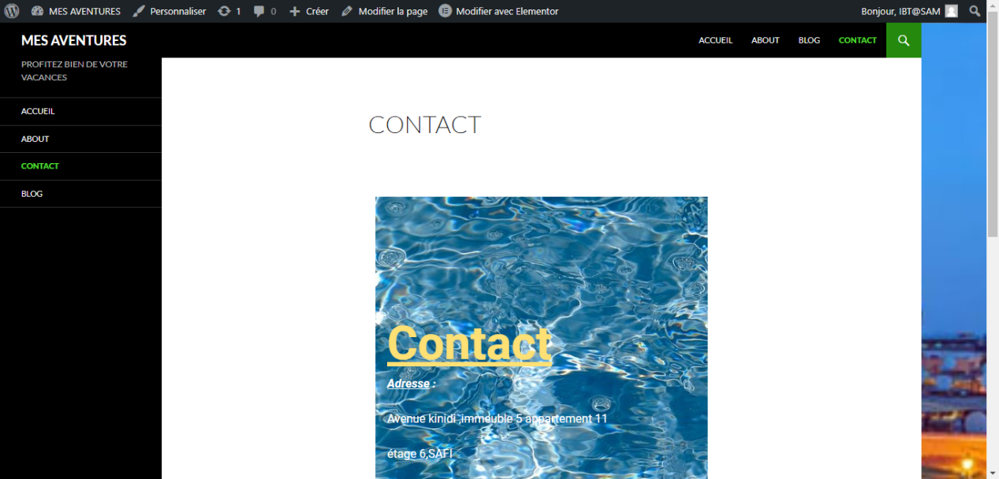 MES AVENTURES Personnaliser 1 0 Créer Modifier la page Modifier avec Elementor Bonjour, IBT@SAM
MES AVENTURES ACCUEIL ABOUT BLOG CONTACT
PROFITEZ BIEN DE VOTRE
VACANCES
ACCUEIL
ABOUT
CONTACT
BLOG
CONTACT
Contact
Adresse :
Avenue kinidi ,immeuble 5 appartement 11
étage 6,SAFI